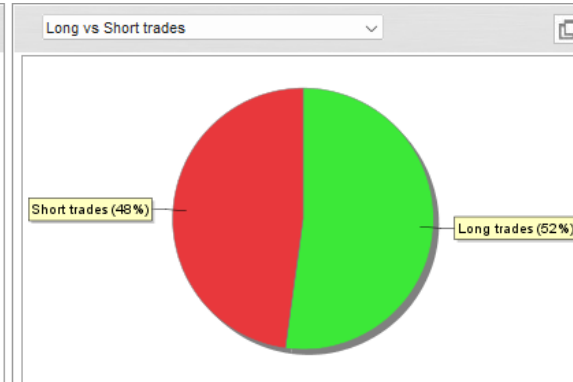 Long vs Short trades
Short trades (48%)
Long trades (52%)